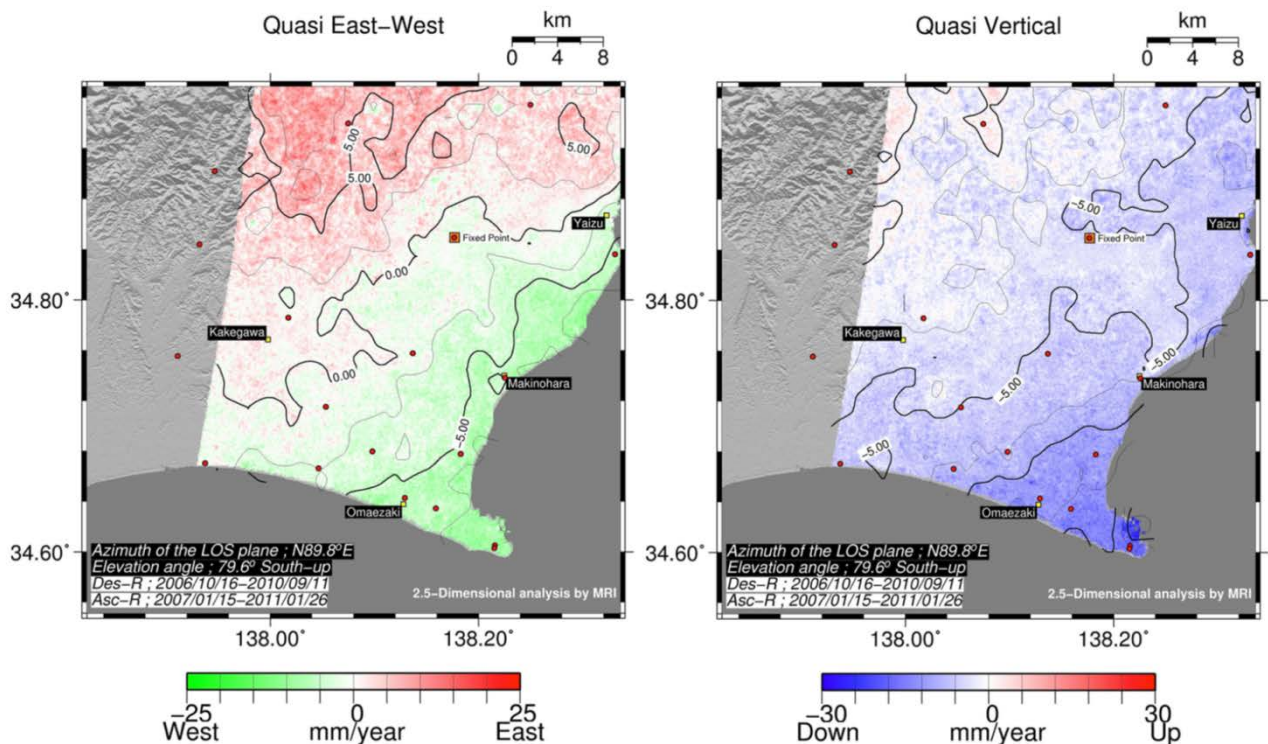 Quasi East−West
km
0 4 8
5.00
5.00
5.00
Yaizu
Fixed Point
0.00
34.80°
Kakegawa
0.00
Makinohara
−5.00
Omaezaki
34.60°
Azimuth of the LOS plane ; N89.8°E
Elevation angle ; 79.6° South−up
Des−R ; 2006/10/16−2010/09/11
Asc−R ; 2007/01/15−2011/01/26
2.5−Dimensional analysis by MRI
138.00°
138.20°
−25 0 25
West mm/year East
Quasi Vertical
km
0 4 8
−5.00
Yaizu
Fixed Point
34.80°
Kakegawa
−5.00
Makinohara
−5.00
−5.00
Omaezaki
34.60°
Azimuth of the LOS plane ; N89.8°E
Elevation angle ; 79.6° South−up
Des−R ; 2006/10/16−2010/09/11
Asc−R ; 2007/01/15−2011/01/26
2.5−Dimensional analysis by MRI
138.00°
138.20°
−30 0 30
Down mm/year Up